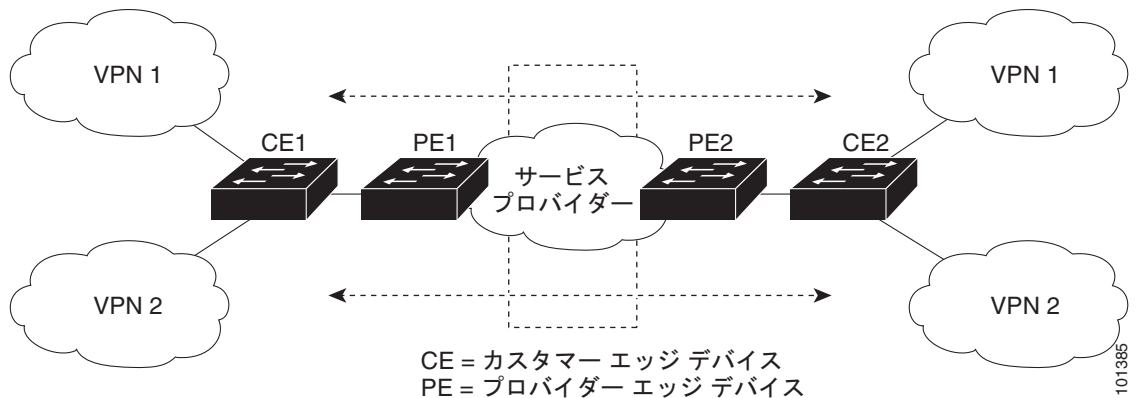 VPN 1
VPN 1
CE1
PE1
PE2
CE2
サービス
プロバイダー
VPN 2
VPN 2
CE = カスタマー エッジ デバイス
PE = プロバイダー エッジ デバイス
101385